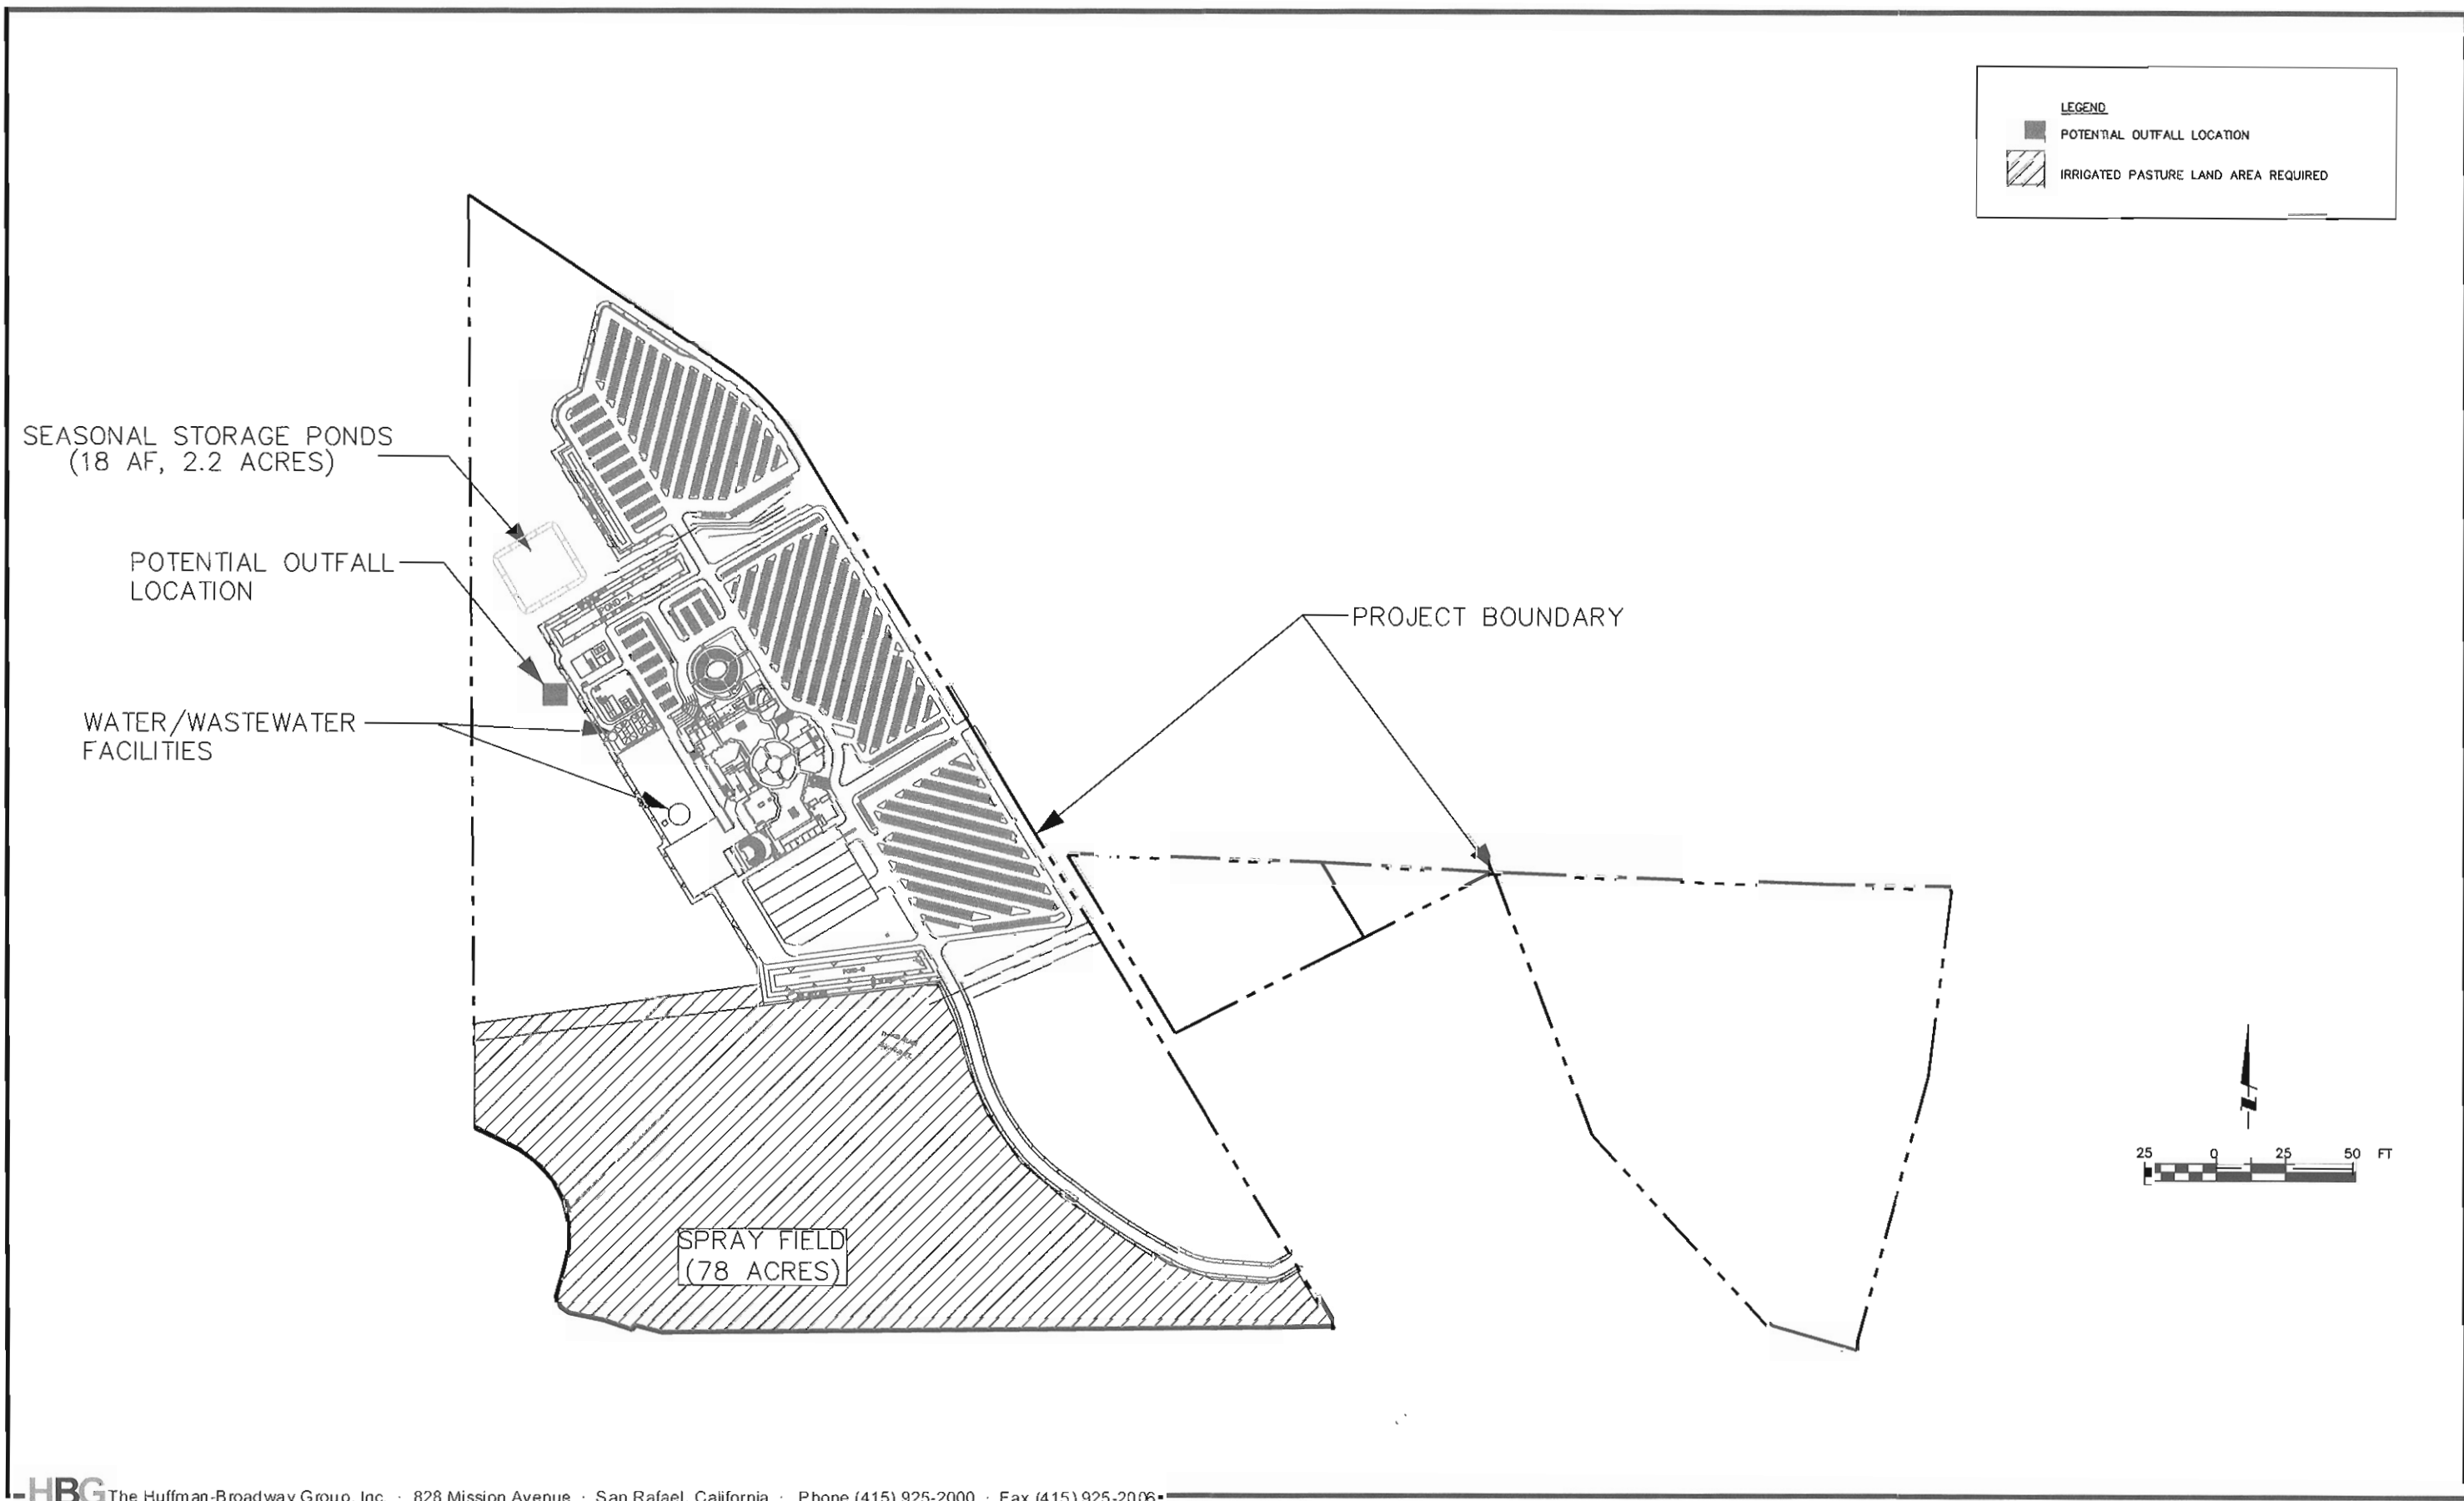 LEGEND
POTENTIAL OUTFALL LOCATION
IRRIGATED PASTURE LAND AREA REQUIRED
SEASONAL STORAGE PONDS
(18 AF, 2.2 ACRES)
POTENTIAL OUTFALL
LOCATION
POND-A
WATER/WASTEWATER
FACILITIES
PROJECT BOUNDARY
SPRAY FIELD
(78 ACRES)
25 0 25 50 FT
HBG The Huffman-Broadway Group, Inc. · 828 Mission Avenue · San Rafael, California · Phone (415) 925-2000 · Fax (415) 925-2006